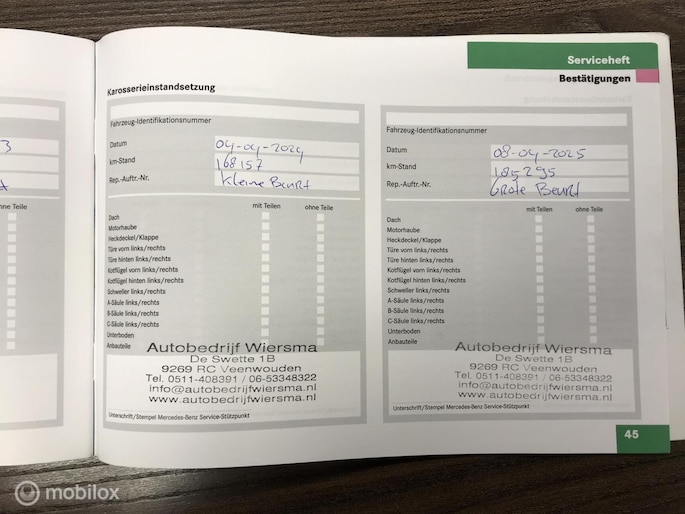 Serviceheft
Bestätigungen
Karosserieinstandsetzung
Fahrzeug-Identifikationsnummer
Datum 04-04-2024
km-Stand 168157
Rep.-Auftr.-Nr. Kleine Beurt
mit Teilen ohne Teile
Dach
Motorhaube
Heckdeckel/Klappe
Türe vorn links/rechts
Türe hinten links/rechts
Kotflügel vorn links/rechts
Kotflügel hinten links/rechts
Schweller links/rechts
A-Säule links/rechts
B-Säule links/rechts
C-Säule links/rechts
Unterboden
Anbauteile
Autobedrijf Wiersma
De Swette 1B
9269 RC Veenwouden
Tel. 0511-408391 / 06-53348322
info@autobedrijfwiersma.nl
www.autobedrijfwiersma.nl
Unterschrift/Stempel Mercedes-Benz Service-Stützpunkt
Fahrzeug-Identifikationsnummer
Datum 08-04-2025
km-Stand 185295
Rep.-Auftr.-Nr. Grote Beurt
mit Teilen ohne Teile
Dach
Motorhaube
Heckdeckel/Klappe
Türe vorn links/rechts
Türe hinten links/rechts
Kotflügel vorn links/rechts
Kotflügel hinten links/rechts
Schweller links/rechts
A-Säule links/rechts
B-Säule links/rechts
C-Säule links/rechts
Unterboden
Anbauteile
Autobedrijf Wiersma
De Swette 1B
9269 RC Veenwouden
Tel. 0511-408391 / 06-53348322
info@autobedrijfwiersma.nl
www.autobedrijfwiersma.nl
Unterschrift/Stempel Mercedes-Benz Service-Stützpunkt
45
mobilox